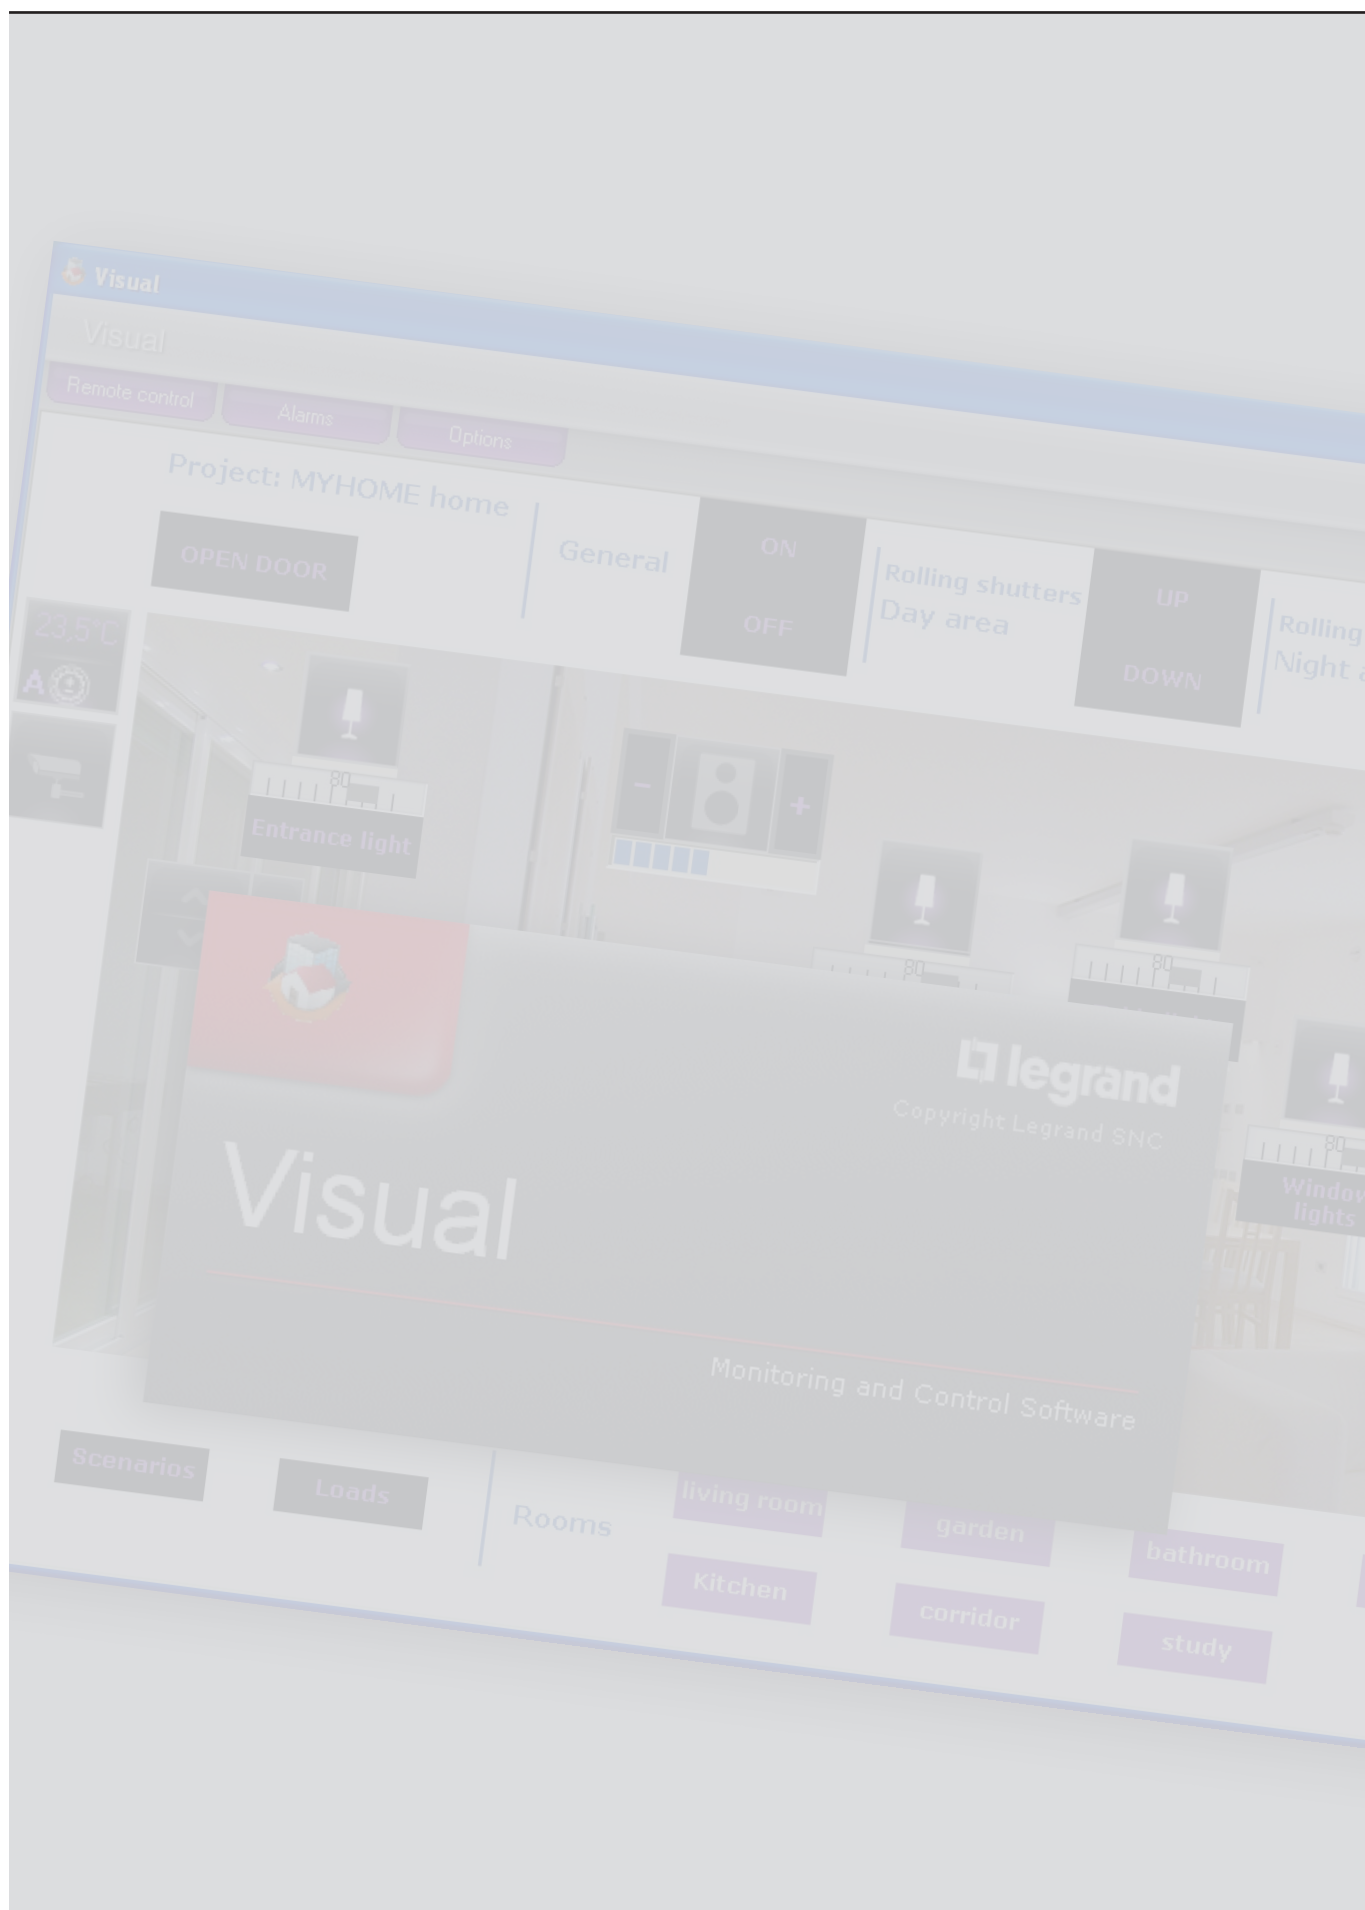 Visual
Visual
Remote control
Alarms
Options
Project: MYHOME home
OPEN DOOR
General
ON
OFF
Rolling shutters
Day area
UP
DOWN
Rolling
Night
23,5°C
A
80
Entrance light
-
+
80
80
legrand
Copyright Legrand SNC
80
Window
lights
Visual
Monitoring and Control Software
Scenarios
Loads
Rooms
living room
garden
bathroom
Kitchen
corridor
study